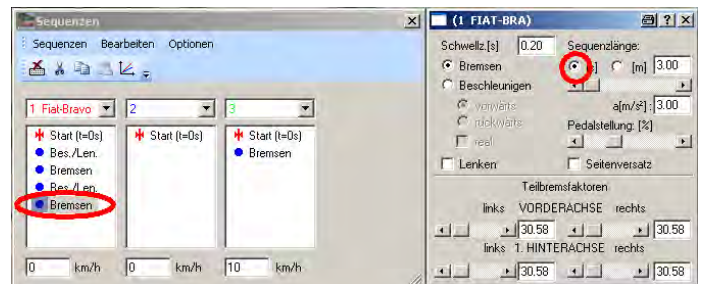 Sequenzen
Sequenzen Bearbeiten Optionen
1 Fiat-Bravo 2 3
Start (t=0s) Start (t=0s) Start (t=0s)
Bes./Len. Bremsen
Bremsen
Bes./Len.
Bremsen
0 km/h 0 km/h 10 km/h
(1 FIAT-BRA)
Schwellz.[s] 0.20 Sequenzlänge:
Bremsen [m] 3.00
Beschleunigen
vorwärts a[m/s²] : 3.00
rückwärts Pedalstellung: [%]
real
Lenken Seitenversatz
Teilbremsfaktoren
links VORDERACHSE rechts
30.58 30.58
links 1. HINTERACHSE rechts
30.58 30.58